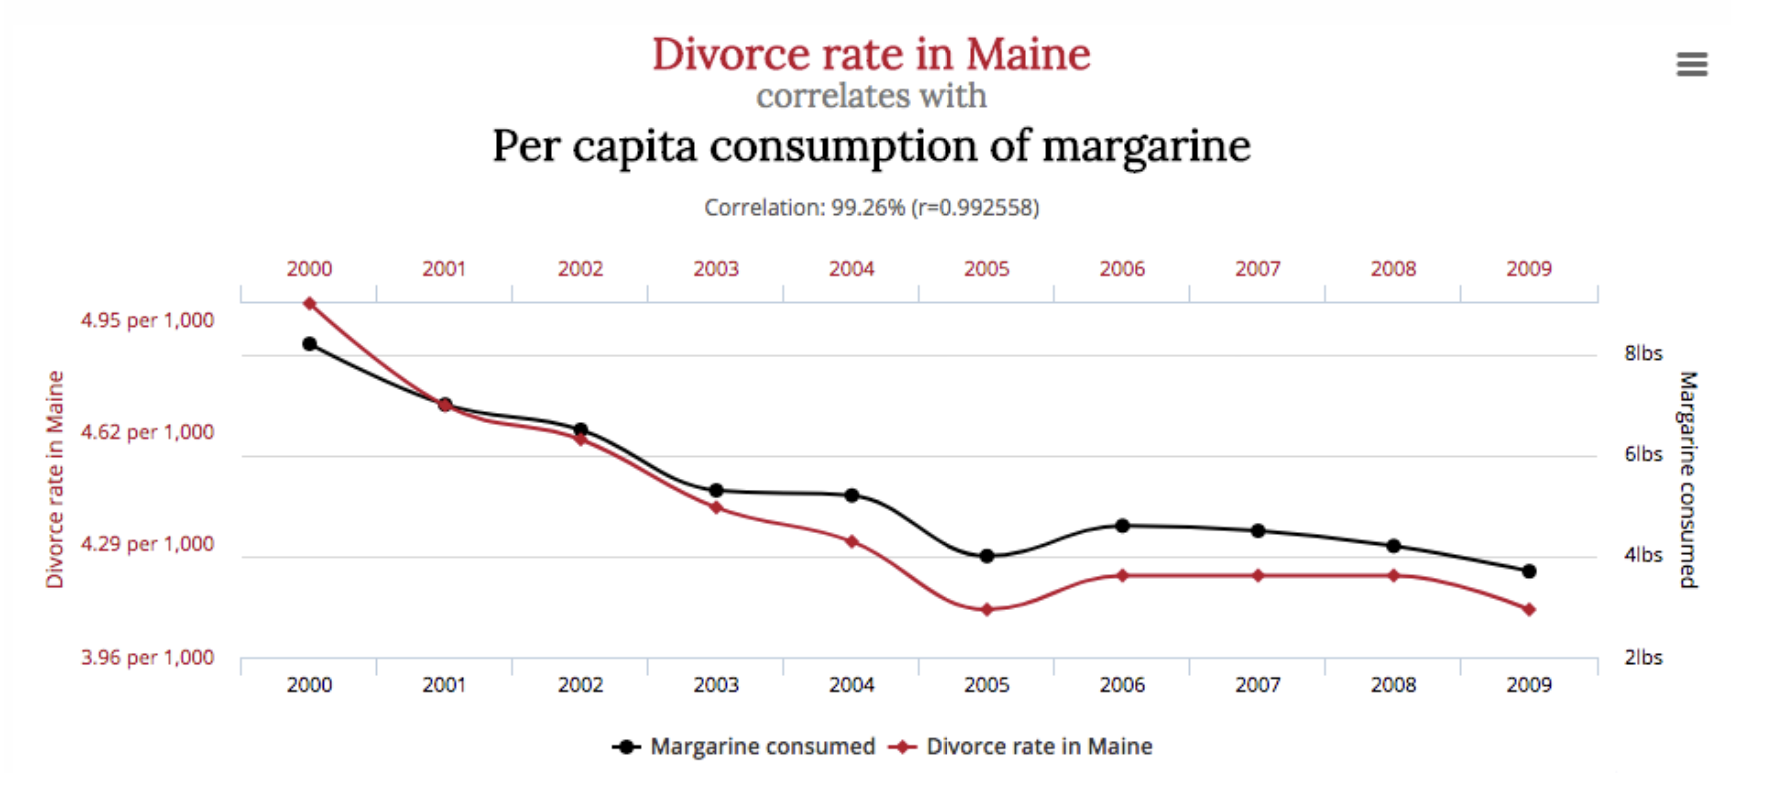 Divorce rate in Maine
correlates with
Per capita consumption of margarine
Correlation: 99.26% (r=0.992558)
2000 2001 2002 2003 2004 2005 2006 2007 2008 2009
4.95 per 1,000
8lbs
4.62 per 1,000
6lbs
4.29 per 1,000
4lbs
3.96 per 1,000
2lbs
Divorce rate in Maine
Margarine consumed
2000 2001 2002 2003 2004 2005 2006 2007 2008 2009
Margarine consumed Divorce rate in Maine